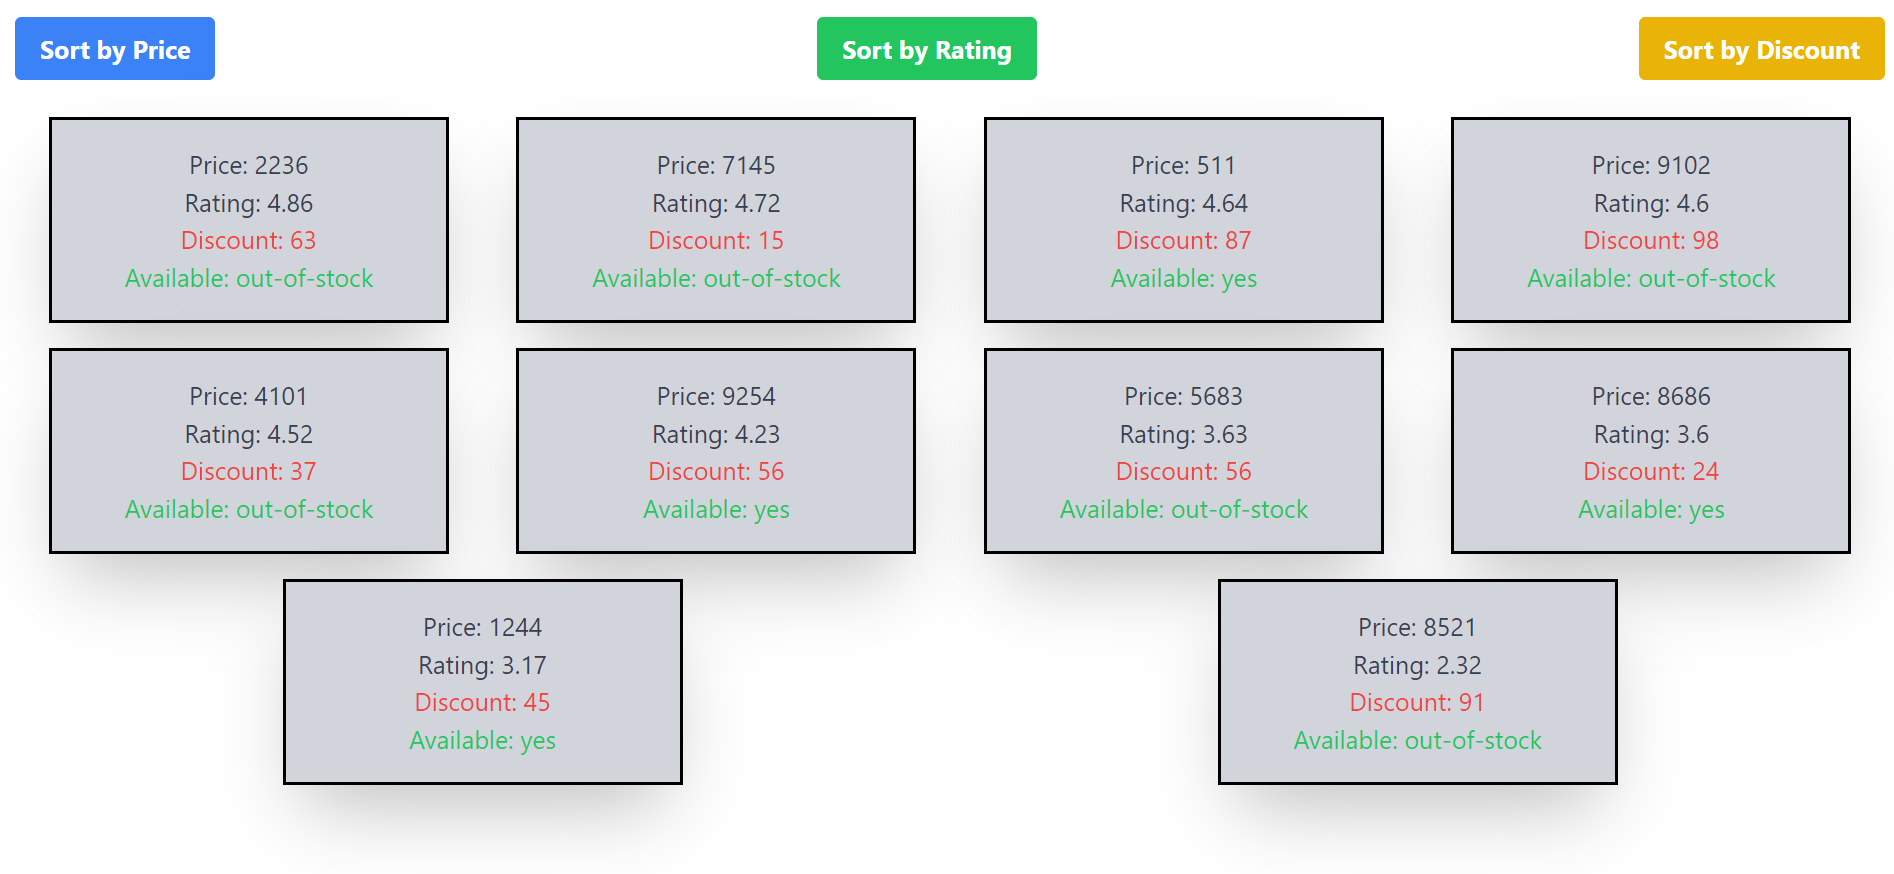 Sort by Price
Sort by Rating
Sort by Discount
Price: 2236
Rating: 4.86
Discount: 63
Available: out-of-stock
Price: 7145
Rating: 4.72
Discount: 15
Available: out-of-stock
Price: 511
Rating: 4.64
Discount: 87
Available: yes
Price: 9102
Rating: 4.6
Discount: 98
Available: out-of-stock
Price: 4101
Rating: 4.52
Discount: 37
Available: out-of-stock
Price: 9254
Rating: 4.23
Discount: 56
Available: yes
Price: 5683
Rating: 3.63
Discount: 56
Available: out-of-stock
Price: 8686
Rating: 3.6
Discount: 24
Available: yes
Price: 1244
Rating: 3.17
Discount: 45
Available: yes
Price: 8521
Rating: 2.32
Discount: 91
Available: out-of-stock